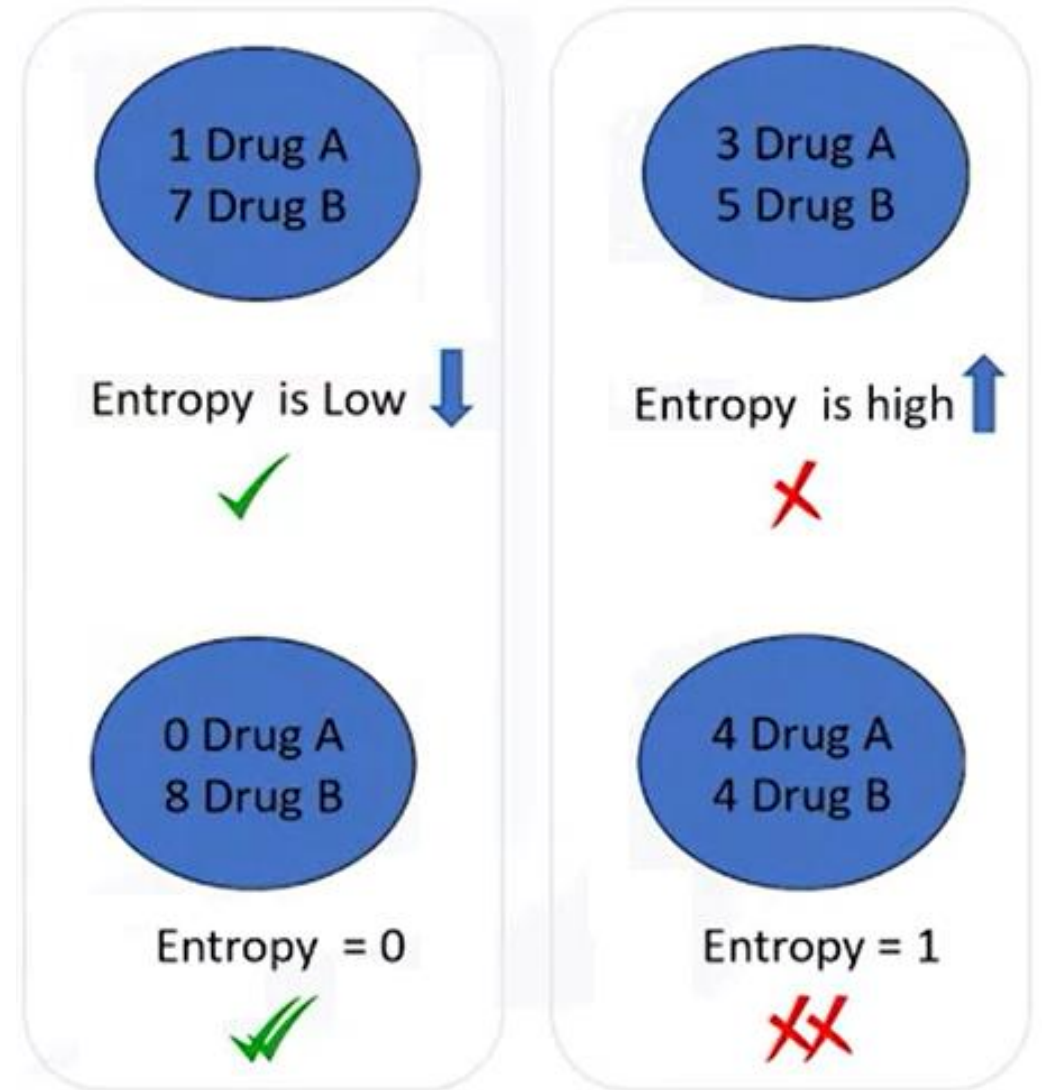 1 Drug A
7 Drug B
Entropy is Low
0 Drug A
8 Drug B
Entropy = 0
3 Drug A
5 Drug B
Entropy is high
4 Drug A
4 Drug B
Entropy = 1